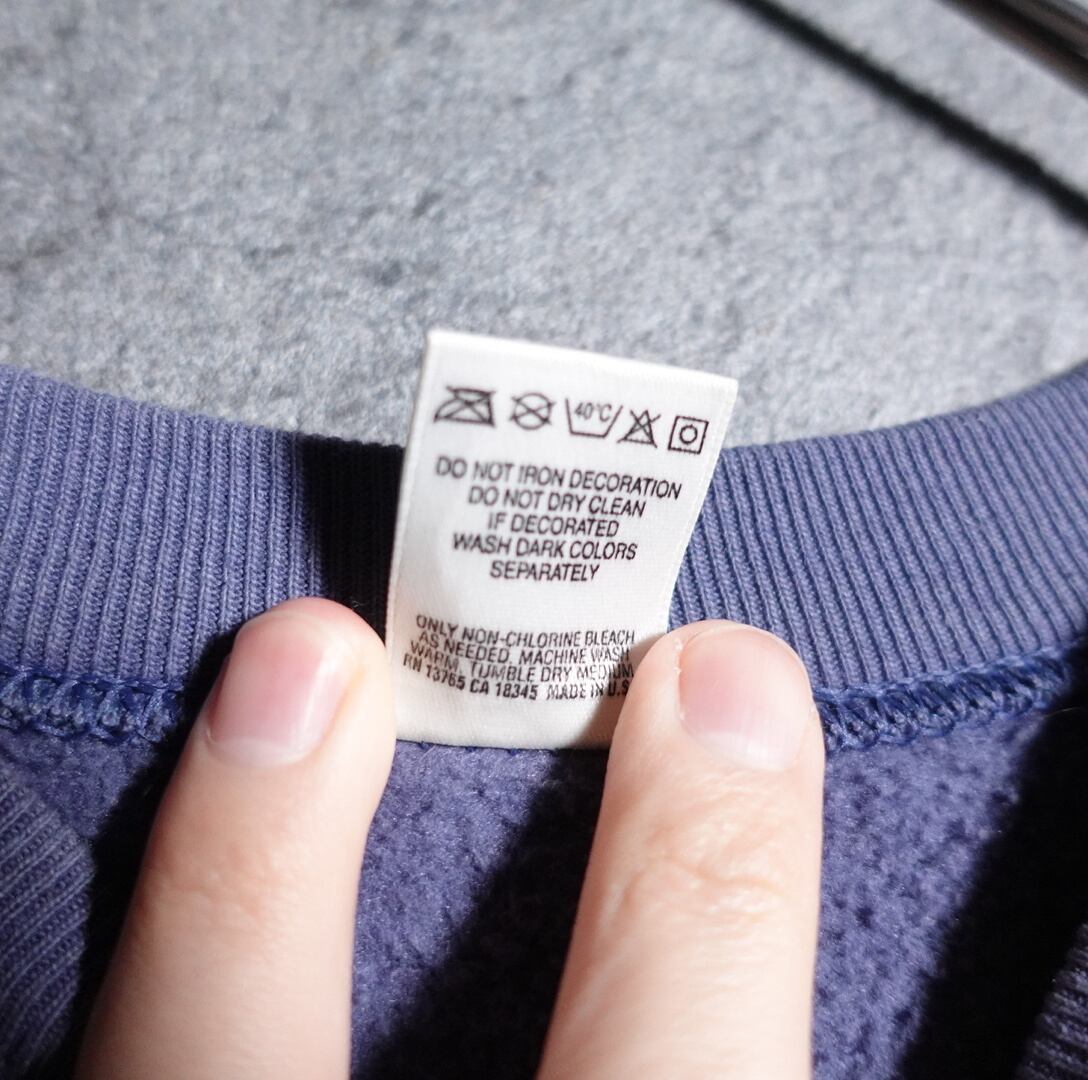 40°C
DO NOT IRON DECORATION
DO NOT DRY CLEAN
IF DECORATED
WASH DARK COLORS
SEPARATELY
ONLY NON-CHLORINE BLEACH
AS NEEDED. MACHINE WASH
WARM. TUMBLE DRY MEDIUM.
RN 13765 CA 18345 MADE IN U.S